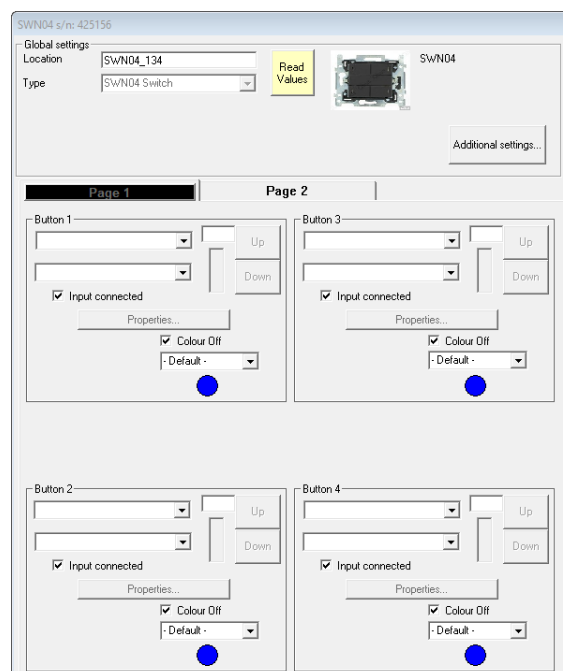 SWN04 s/n: 425156
Global settings
Location SWN04_134 Read Values SWN04
Type SWN04 Switch
Additional settings...
Page 1 Page 2
Button 1 Button 3
Up Up
Down Down
Input connected Input connected
Properties... Properties...
Colour Off Colour Off
- Default - - Default -
Button 2 Button 4
Up Up
Down Down
Input connected Input connected
Properties... Properties...
Colour Off Colour Off
- Default - - Default -